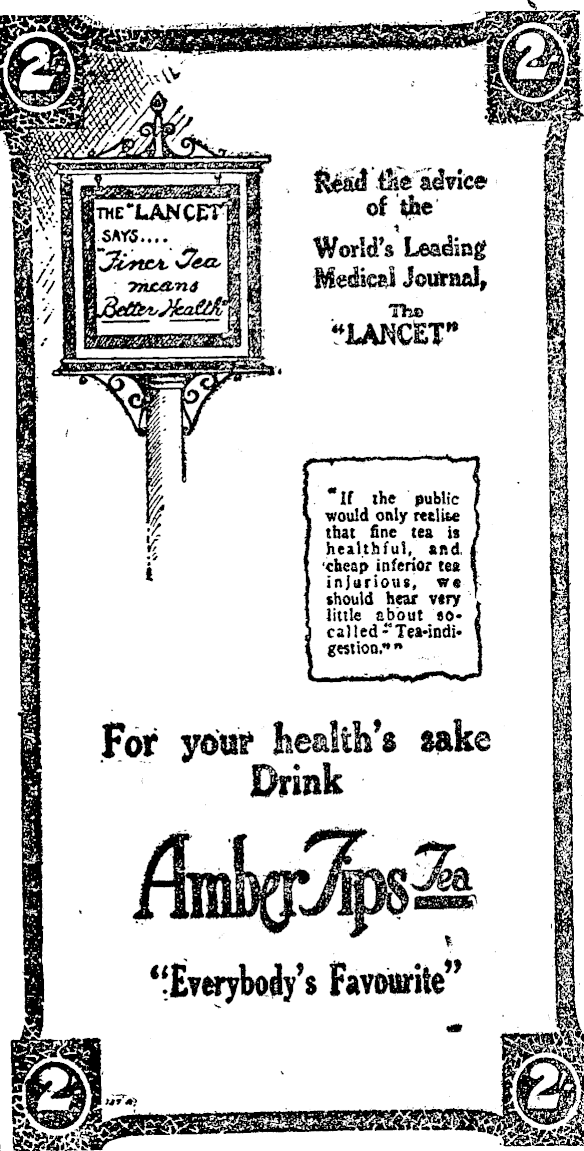 2/-
2/-
THE "LANCET"
SAYS....
"Finer Tea
means
Better Health"
Read the advice
of the
World's Leading
Medical Journal,
The
"LANCET"
"If the public
would only realise
that fine tea is
healthful, and
cheap inferior tea
injurious, we
should hear very
little about so-
called "Tea-indi-
gestion.""
For your health's sake
Drink
Amber Tips Tea
"Everybody's Favourite"
2/-
2/-